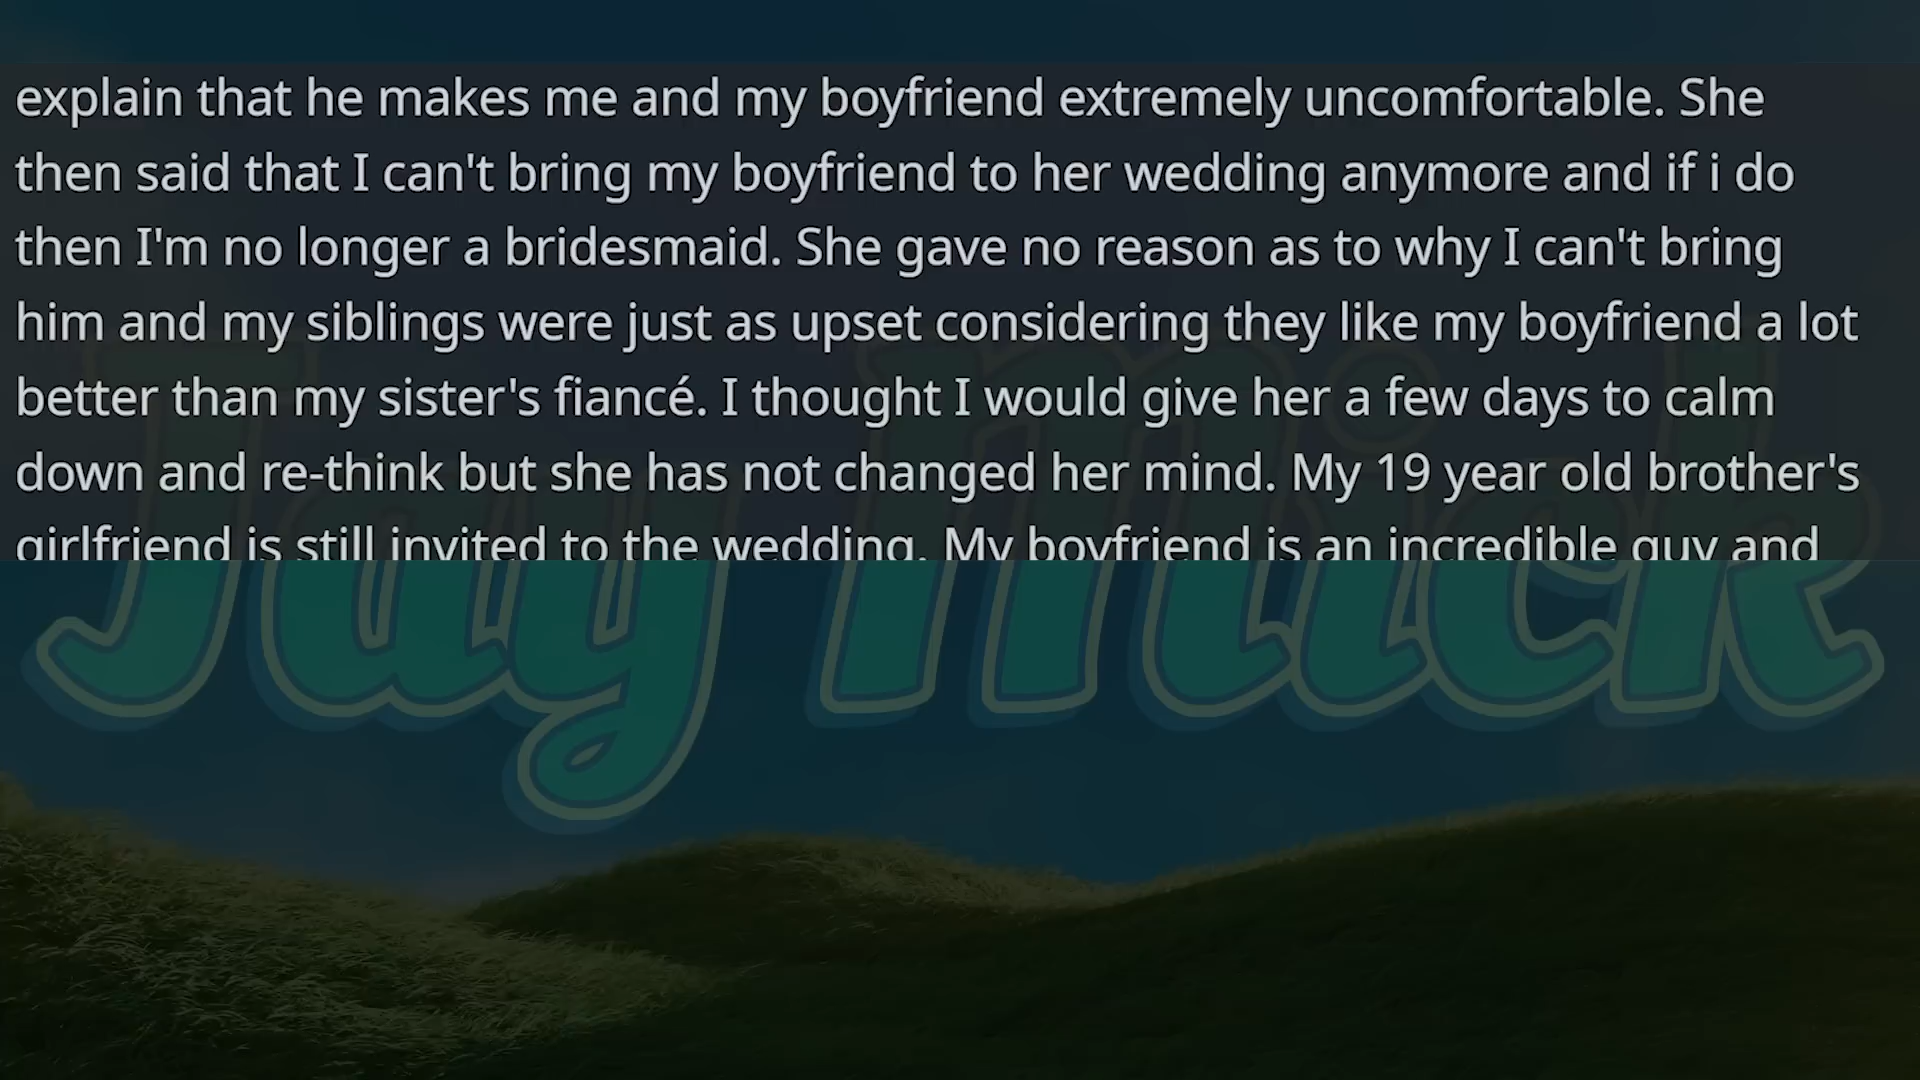 explain that he makes me and my boyfriend extremely uncomfortable. She
then said that I can't bring my boyfriend to her wedding anymore and if i do
then I'm no longer a bridesmaid. She gave no reason as to why I can't bring
him and my siblings were just as upset considering they like my boyfriend a lot
better than my sister's fiancé. I thought I would give her a few days to calm
down and re-think but she has not changed her mind. My 19 year old brother's
girlfriend is still invited to the wedding. My boyfriend is an incredible guy and
Jay Mick